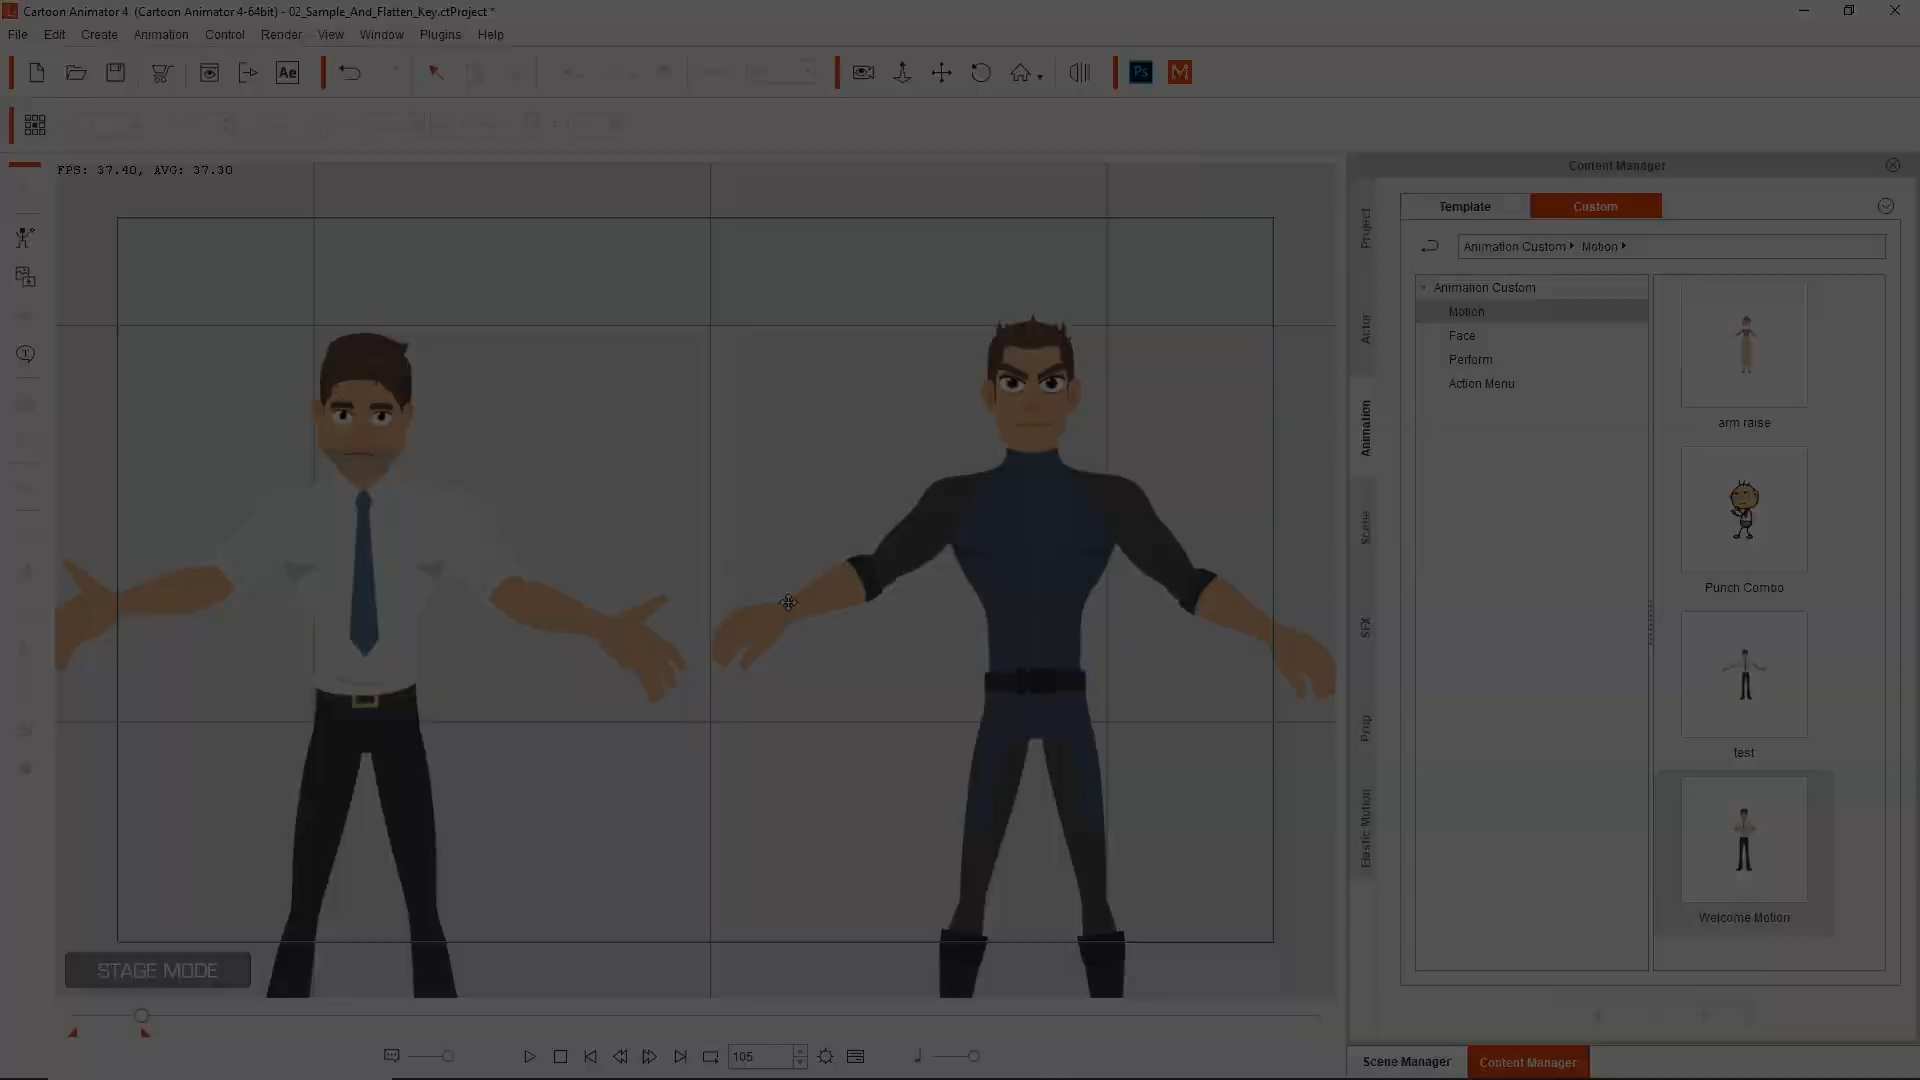 Cartoon Animator 4 (Cartoon Animator 4-64bit) - 02_Sample_And_Flatten_Key.ctProject *
File Edit Create Animation Control Render View Window Plugins Help
Ae
Ps
FPS: 37.40, AVG: 37.30
Content Manager
Template Custom
Animation Custom Motion
Animation Custom
Motion
Face
Perform
Action Menu
Project
Actor
Animation
Scene
SFX
Prop
Elastic Motion
arm raise
Punch Combo
test
Welcome Motion
STAGE MODE
105
Scene Manager Content Manager